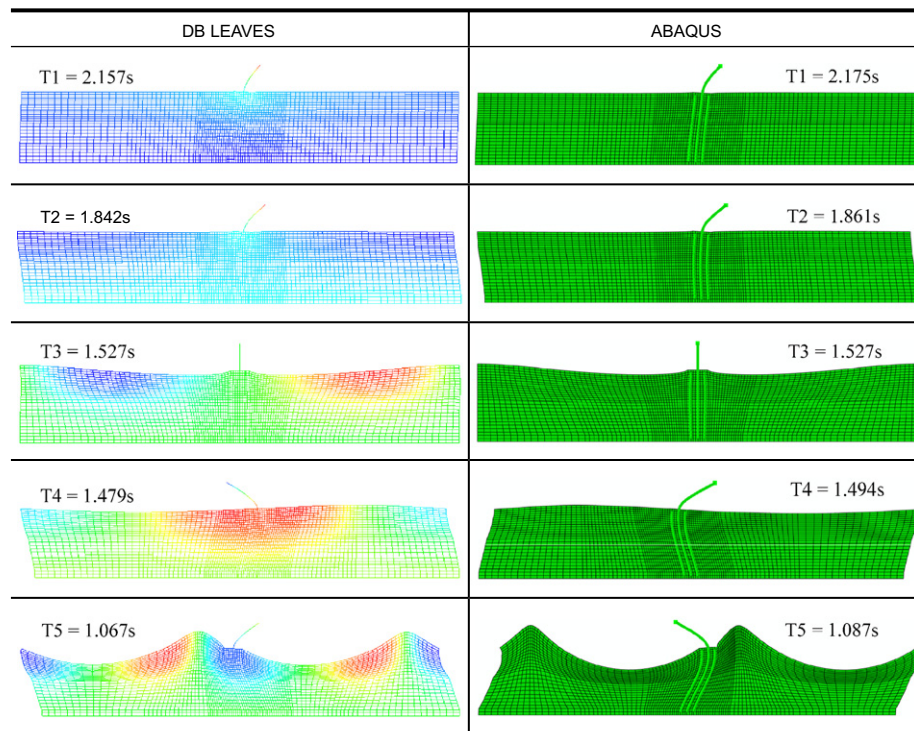 DB LEAVES ABAQUS
T1 = 2.157s T1 = 2.175s
T2 = 1.842s T2 = 1.861s
T3 = 1.527s T3 = 1.527s
T4 = 1.479s T4 = 1.494s
T5 = 1.067s T5 = 1.087s